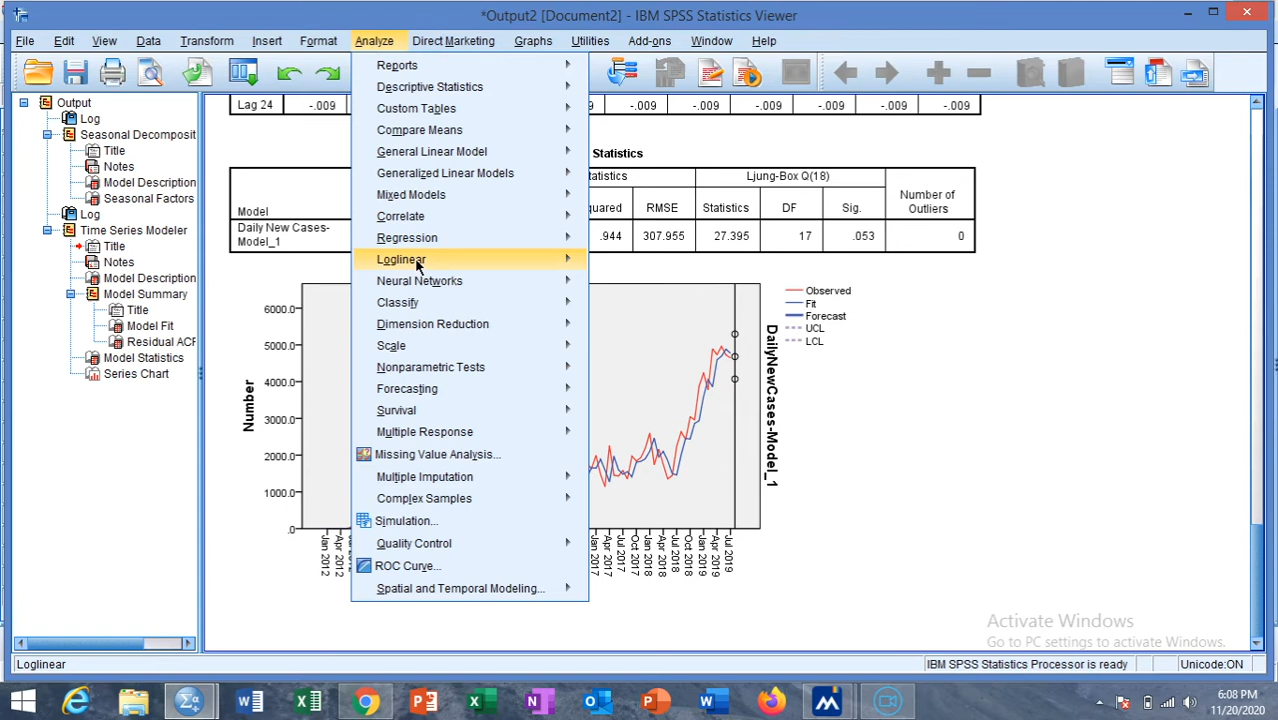 *Output2 [Document2] - IBM SPSS Statistics Viewer
File Edit View Data Transform Insert Format Analyze Direct Marketing Graphs Utilities Add-ons Window Help
Reports
Descriptive Statistics
Custom Tables
Compare Means
General Linear Model
Generalized Linear Models
Mixed Models
Correlate
Regression
Loglinear
Neural Networks
Classify
Dimension Reduction
Scale
Nonparametric Tests
Forecasting
Survival
Multiple Response
Missing Value Analysis...
Multiple Imputation
Complex Samples
Simulation...
Quality Control
ROC Curve...
Spatial and Temporal Modeling...
Output
Log
Seasonal Decomposit
Title
Notes
Model Description
Seasonal Factors
Log
Time Series Modeler
Title
Notes
Model Description
Model Summary
Title
Model Fit
Residual ACF
Model Statistics
Series Chart
Lag 24 -.009 -.009 -.009 -.009 -.009 -.009
Statistics
tatistics Ljung-Box Q(18) Number of
Model quared RMSE Statistics DF Sig. Outliers
Daily New Cases- .944 307.955 27.395 17 .053 0
Model_1
6000.0
5000.0
4000.0
3000.0
2000.0
1000.0
.0
Number
Jan 2012
Apr 2012
Jan 2017
Apr 2017
Jul 2017
Oct 2017
Jan 2018
Apr 2018
Jul 2018
Oct 2018
Jan 2019
Apr 2019
Jul 2019
DailyNewCases-Model_1
Observed
Fit
Forecast
UCL
LCL
Activate Windows
Go to PC settings to activate Windows.
Loglinear
IBM SPSS Statistics Processor is ready
Unicode:ON
6:08 PM
11/20/2020